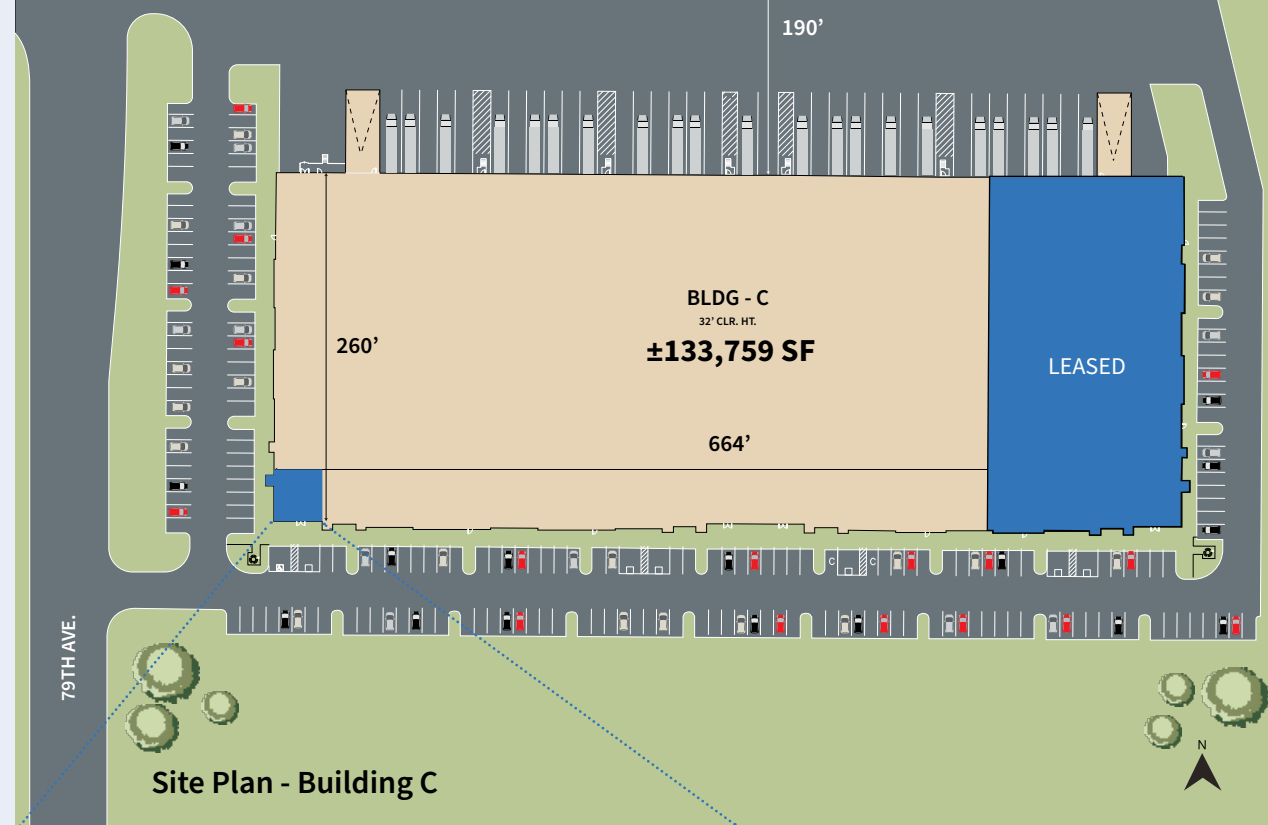 190’
BLDG - C
32’ CLR. HT.
±133,759 SF
260’
LEASED
664’
C
C
79TH AVE.
N
Site Plan - Building C